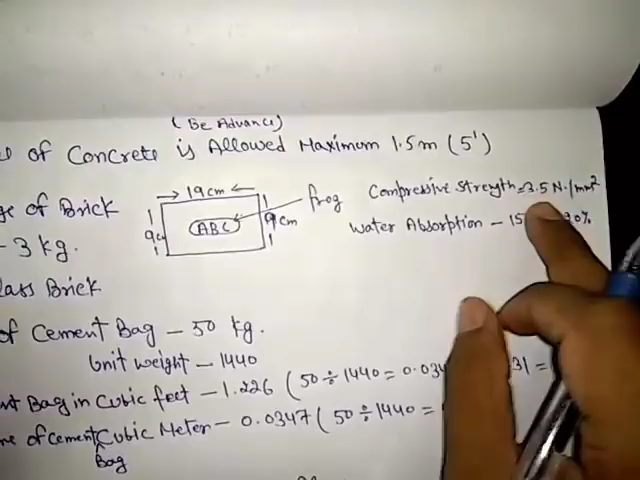 (Be Advance)
of Concrete is Allowed Maximum 1.5m (5')
19cm
of Brick
frog
Compressive Strength = 3.5 N/mm²
ABC
9cm
- 3 kg.
Water Absorption - 15 20%
Brick
of Cement Bag - 50 kg.
Unit weight - 1440
Bag in Cubic feet - 1.226 (50 ÷ 1440 = 0.034 31 =
of cement Cubic Meter - 0.0347 (50 ÷ 1440 =
Bag